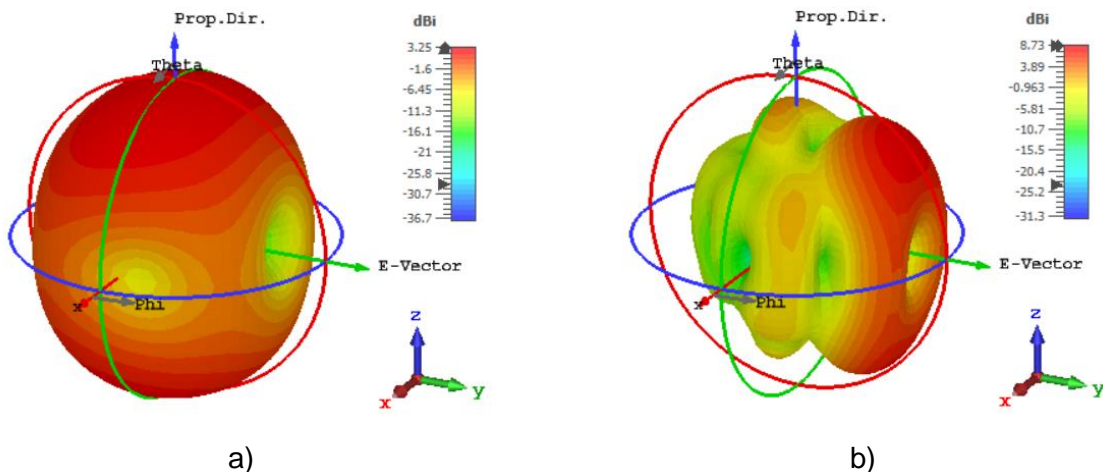 Prop.Dir.
Theta
E-Vector
x
Phi
dBi
3.25
-1.6
-6.45
-11.3
-16.1
-21
-25.8
-30.7
-36.7
z
y
x
a)
Prop.Dir.
Theta
E-Vector
x
Phi
dBi
8.73
3.89
-0.963
-5.81
-10.7
-15.5
-20.4
-25.2
-31.3
z
y
x
b)